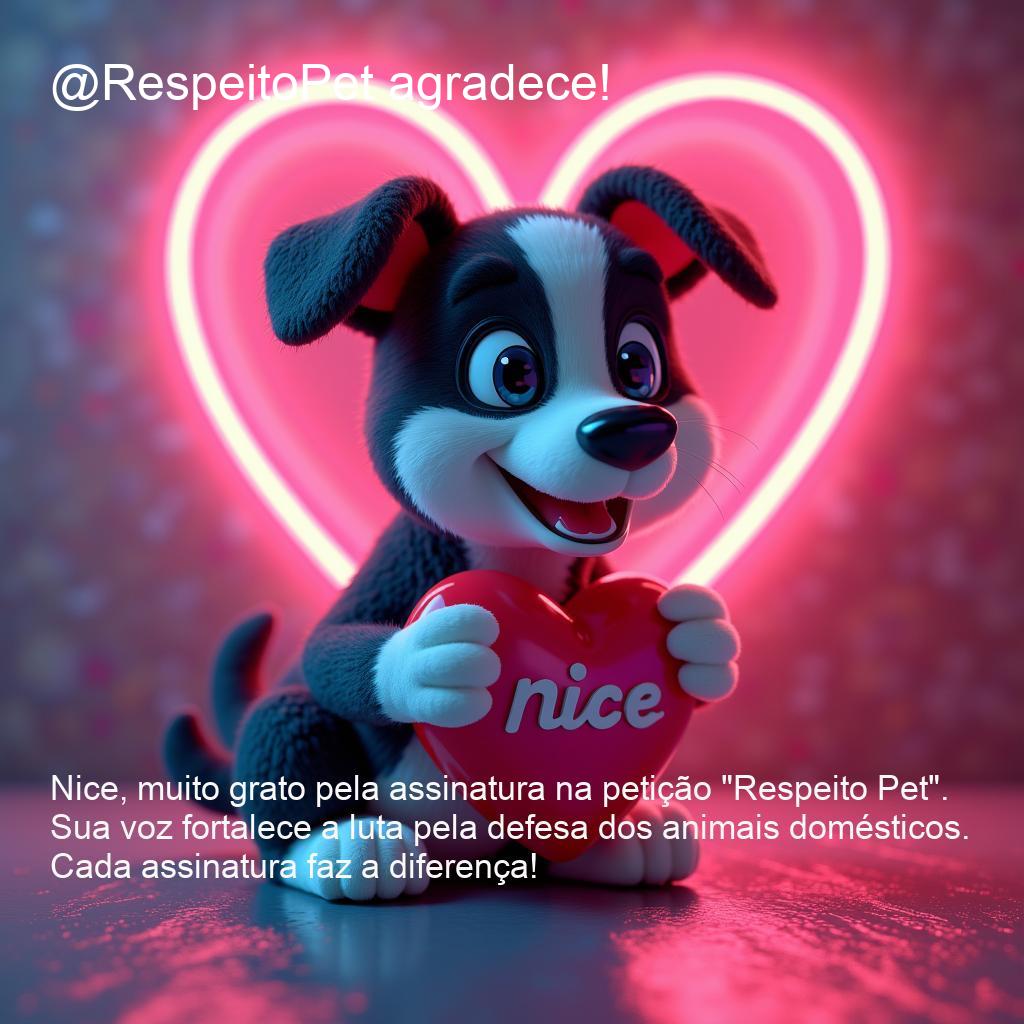 @RespeitoPet agradece!
nice
Nice, muito grato pela assinatura na petição "Respeito Pet".
Sua voz fortalece a luta pela defesa dos animais domésticos.
Cada assinatura faz a diferença!